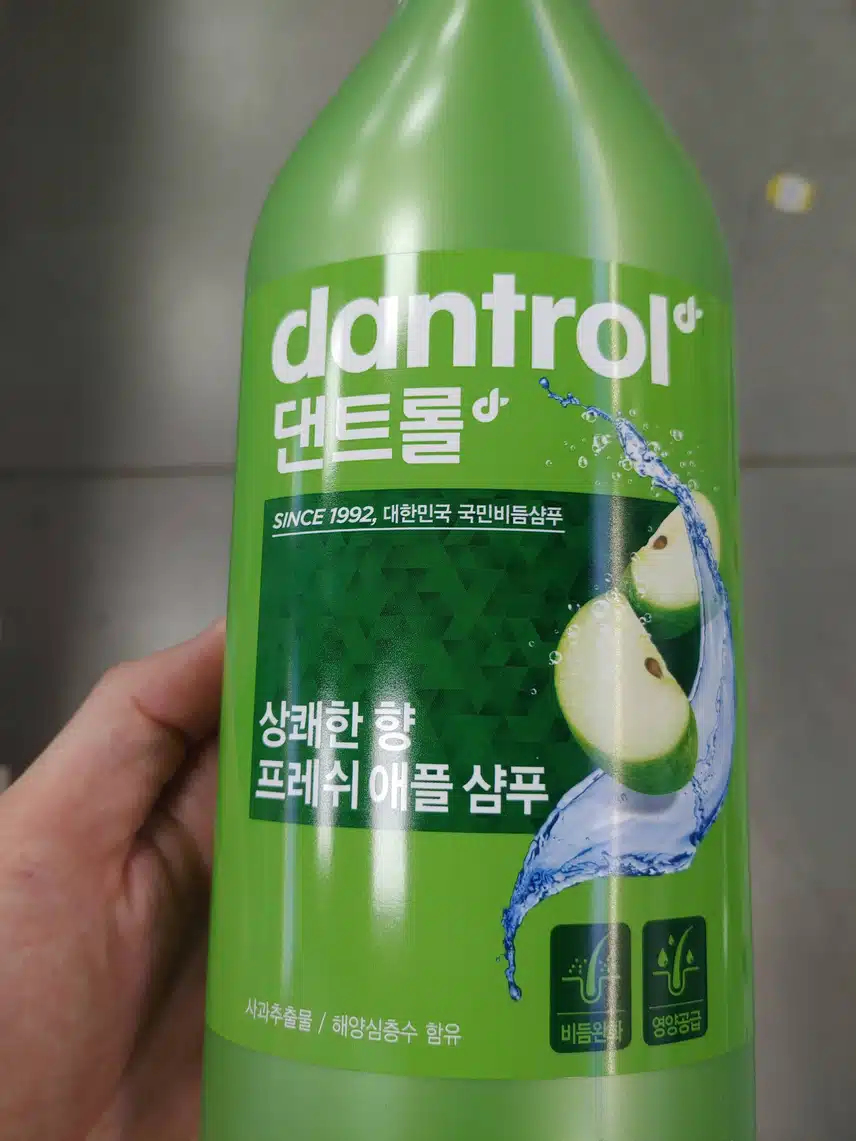 dantrol
댄트롤
SINCE 1992, 대한민국 국민비듬샴푸
상쾌한 향
프레쉬 애플 샴푸
사과추출물 / 해양심층수 함유
비듬완화
영양공급